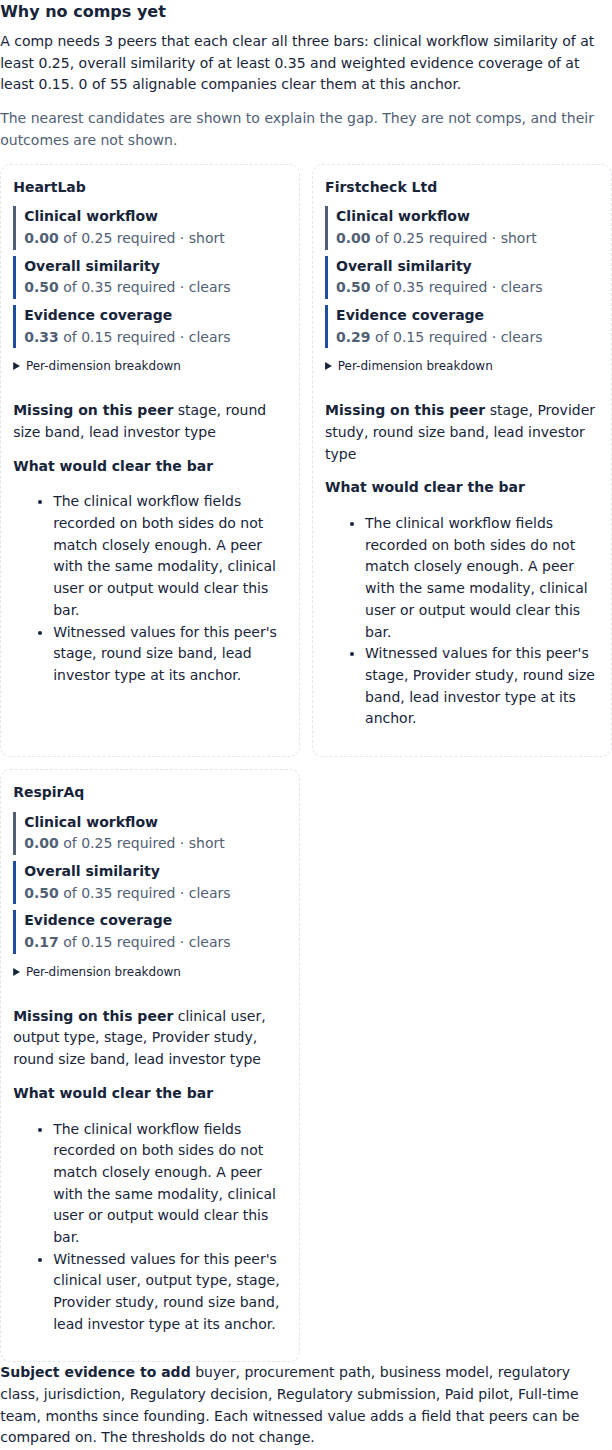 Why no comps yet
A comp needs 3 peers that each clear all three bars: clinical workflow similarity of at
least 0.25, overall similarity of at least 0.35 and weighted evidence coverage of at
least 0.15. 0 of 55 alignable companies clear them at this anchor.
The nearest candidates are shown to explain the gap. They are not comps, and their
outcomes are not shown.
HeartLab
Clinical workflow
0.00 of 0.25 required · short
Overall similarity
0.50 of 0.35 required · clears
Evidence coverage
0.33 of 0.15 required · clears
Per-dimension breakdown
Missing on this peer stage, round
size band, lead investor type
What would clear the bar
• The clinical workflow fields
recorded on both sides do not
match closely enough. A peer
with the same modality, clinical
user or output would clear this
bar.
• Witnessed values for this peer's
stage, round size band, lead
investor type at its anchor.
Firstcheck Ltd
Clinical workflow
0.00 of 0.25 required · short
Overall similarity
0.50 of 0.35 required · clears
Evidence coverage
0.29 of 0.15 required · clears
Per-dimension breakdown
Missing on this peer stage, Provider
study, round size band, lead investor
type
What would clear the bar
• The clinical workflow fields
recorded on both sides do not
match closely enough. A peer
with the same modality, clinical
user or output would clear this
bar.
• Witnessed values for this peer's
stage, Provider study, round size
band, lead investor type at its
anchor.
RespirAq
Clinical workflow
0.00 of 0.25 required · short
Overall similarity
0.50 of 0.35 required · clears
Evidence coverage
0.17 of 0.15 required · clears
Per-dimension breakdown
Missing on this peer clinical user,
output type, stage, Provider study,
round size band, lead investor type
What would clear the bar
• The clinical workflow fields
recorded on both sides do not
match closely enough. A peer
with the same modality, clinical
user or output would clear this
bar.
• Witnessed values for this peer's
clinical user, output type, stage,
Provider study, round size band,
lead investor type at its anchor.
Subject evidence to add buyer, procurement path, business model, regulatory
class, jurisdiction, Regulatory decision, Regulatory submission, Paid pilot, Full-time
team, months since founding. Each witnessed value adds a field that peers can be
compared on. The thresholds do not change.